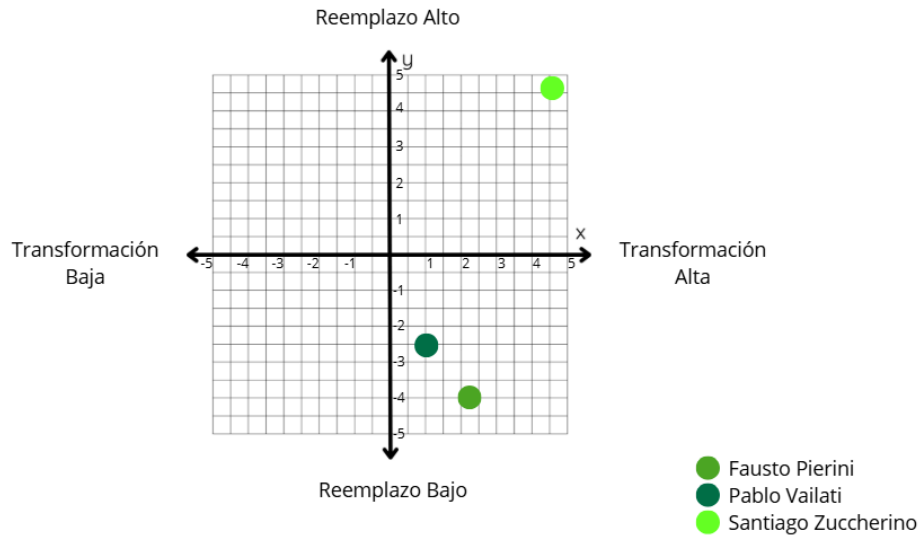 Reemplazo Alto
y
5
4
3
2
1
x
Transformación
Baja
-5 -4 -3 -2 -1 1 2 3 4 5
Transformación
Alta
-1
-2
-3
-4
-5
Reemplazo Bajo
Fausto Pierini
Pablo Vailati
Santiago Zuccherino